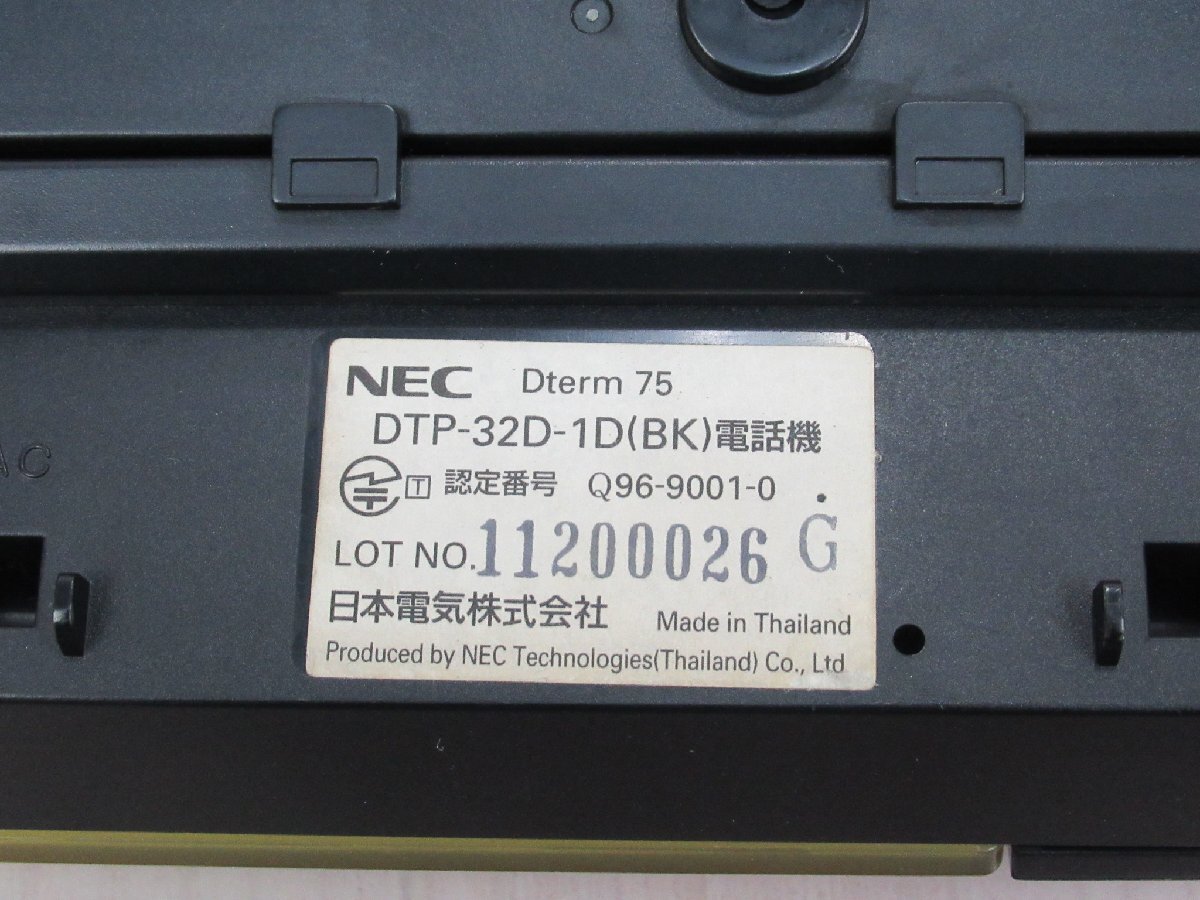 NEC Dterm 75
DTP-32D-1D(BK)電話機
T 認定番号 Q96-9001-0
LOT NO. 11200026 G
日本電気株式会社 Made in Thailand
Produced by NEC Technologies(Thailand) Co., Ltd
AC